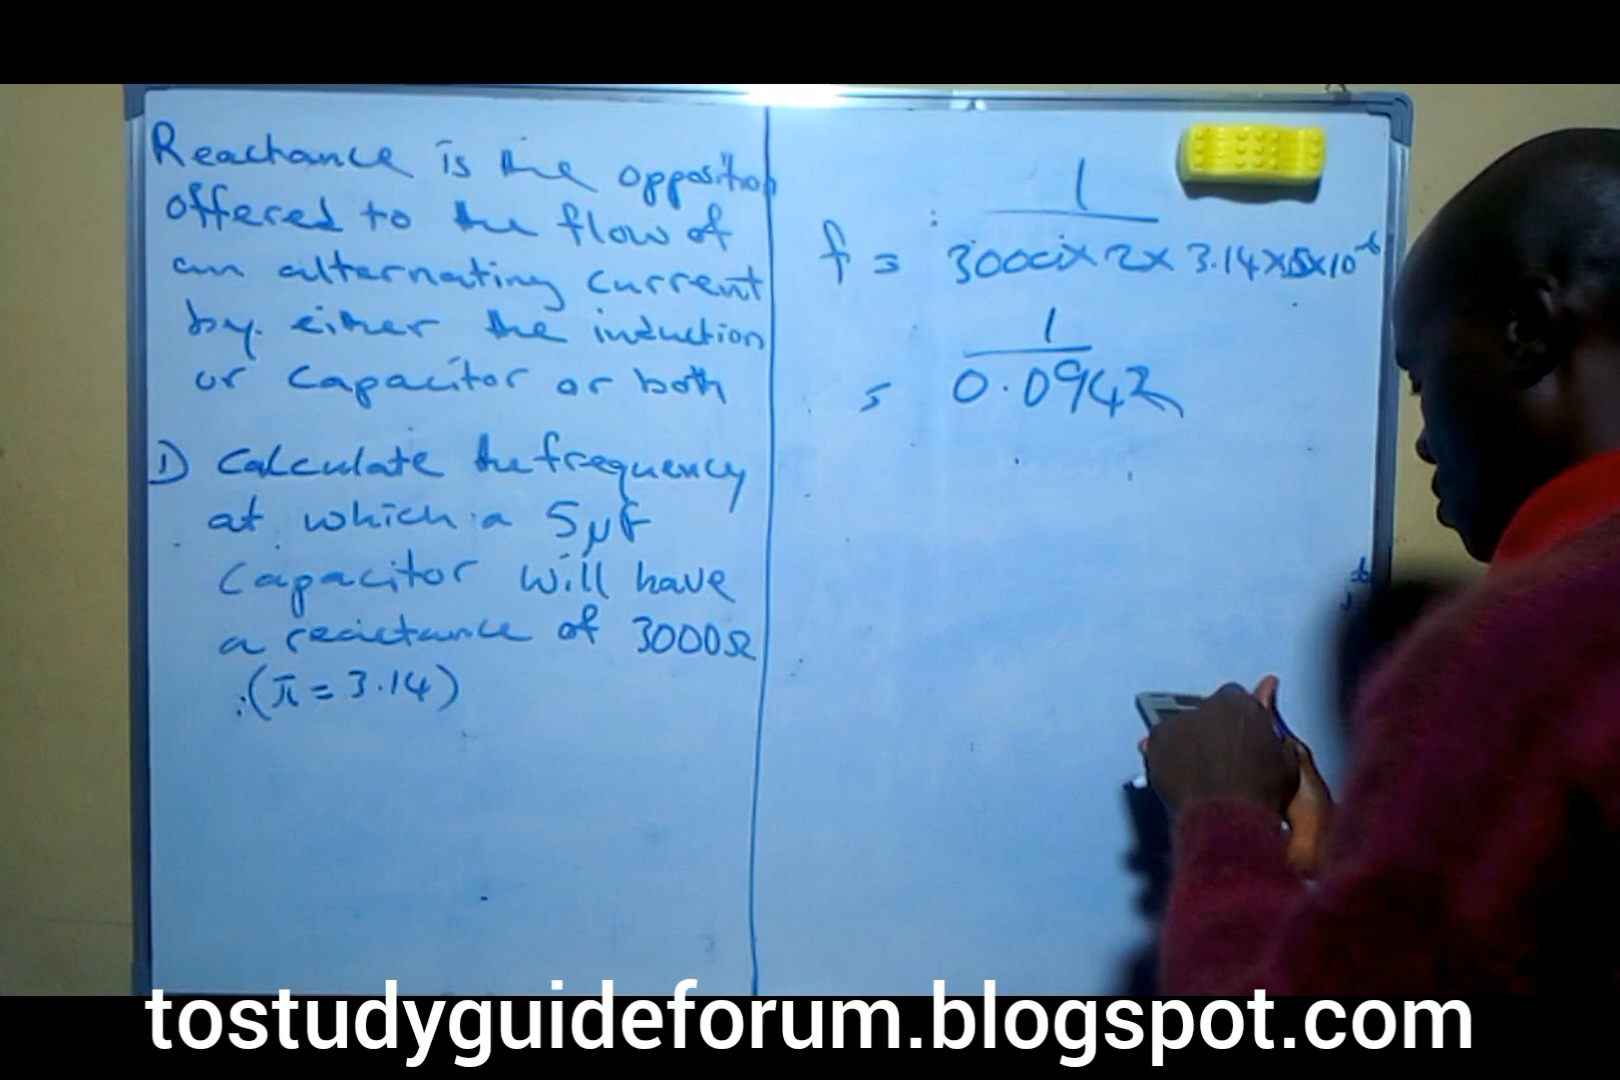 Reactance is the opposition
offered to the flow of
an alternating current
by either the induction
or capacitor or both
1) Calculate the frequency
at which a 5μf
Capacitor will have
a reactance of 3000Ω
(π = 3.14)
1
f = 3000 × 2 × 3.14 × 5 × 10⁻⁶
1
= 0.0942
tostudyguideforum.blogspot.com